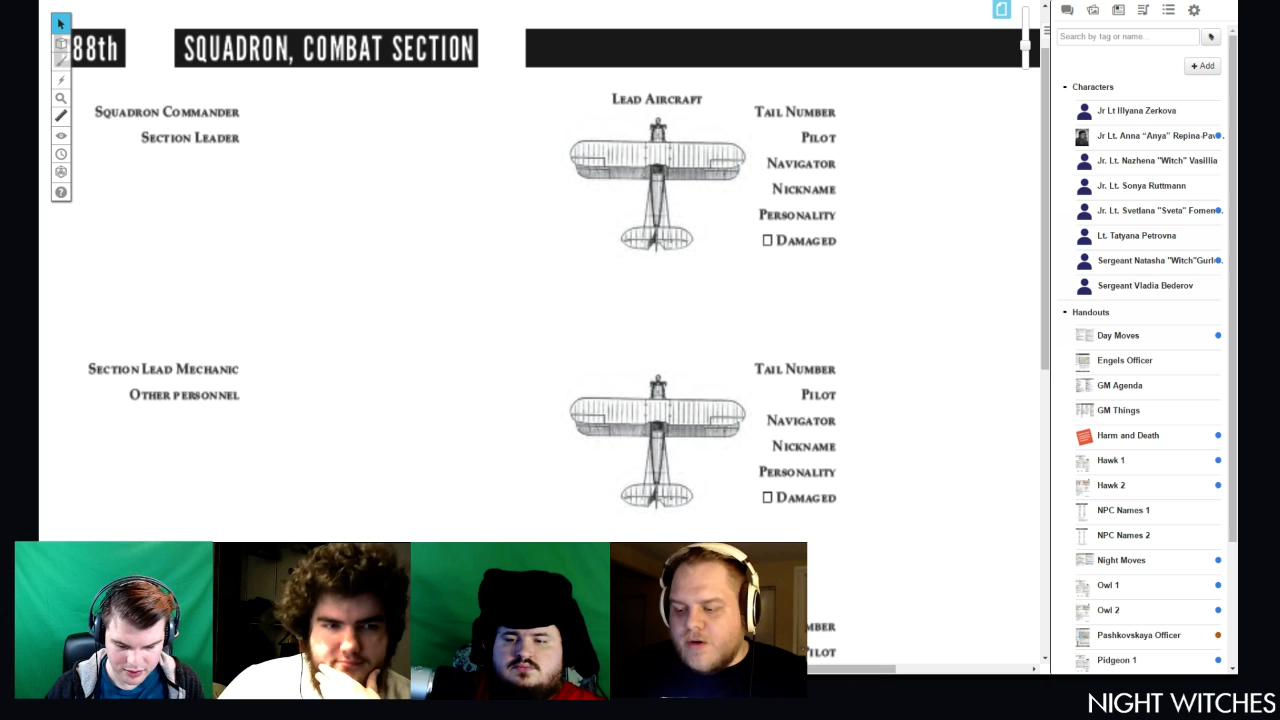 88th
SQUADRON, COMBAT SECTION
SQUADRON COMMANDER
SECTION LEADER
LEAD AIRCRAFT
TAIL NUMBER
PILOT
NAVIGATOR
NICKNAME
PERSONALITY
DAMAGED
SECTION LEAD MECHANIC
OTHER PERSONNEL
TAIL NUMBER
PILOT
NAVIGATOR
NICKNAME
PERSONALITY
DAMAGED
MBER
PILOT
Search by tag or name...
+ Add
Characters
Jr Lt Illyana Zerkova
Jr Lt. Anna “Anya” Repina-Pav...
Jr. Lt. Nazhena "Witch" Vasillia
Jr. Lt. Sonya Ruttmann
Jr. Lt. Svetlana "Sveta" Fomen...
Lt. Tatyana Petrovna
Sergeant Natasha "Witch"Gurl...
Sergeant Vladia Bederov
Handouts
Day Moves
Engels Officer
GM Agenda
GM Things
Harm and Death
Hawk 1
Hawk 2
NPC Names 1
NPC Names 2
Night Moves
Owl 1
Owl 2
Pashkovskaya Officer
Pidgeon 1
NIGHT WITCHES